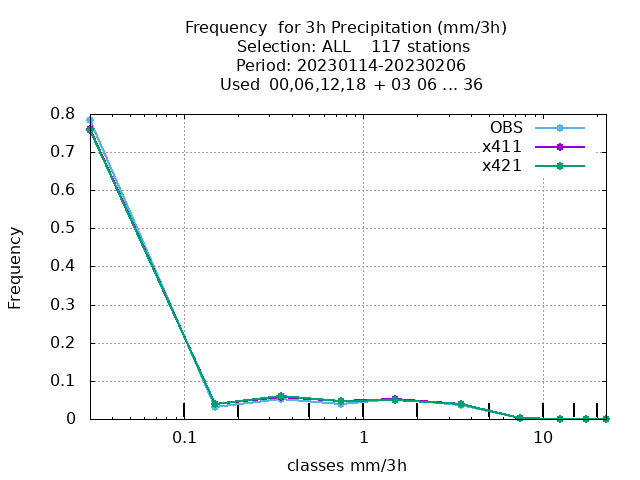 Frequency  for 3h Precipitation (mm/3h)
Selection: ALL    117 stations
Period: 20230114-20230206
Used  00,06,12,18  + 03 06 ... 36
OBS
x411
x421
0.8
0.7
0.6
0.5
0.4
0.3
0.2
0.1
0
Frequency
0.1 1 10
classes mm/3h